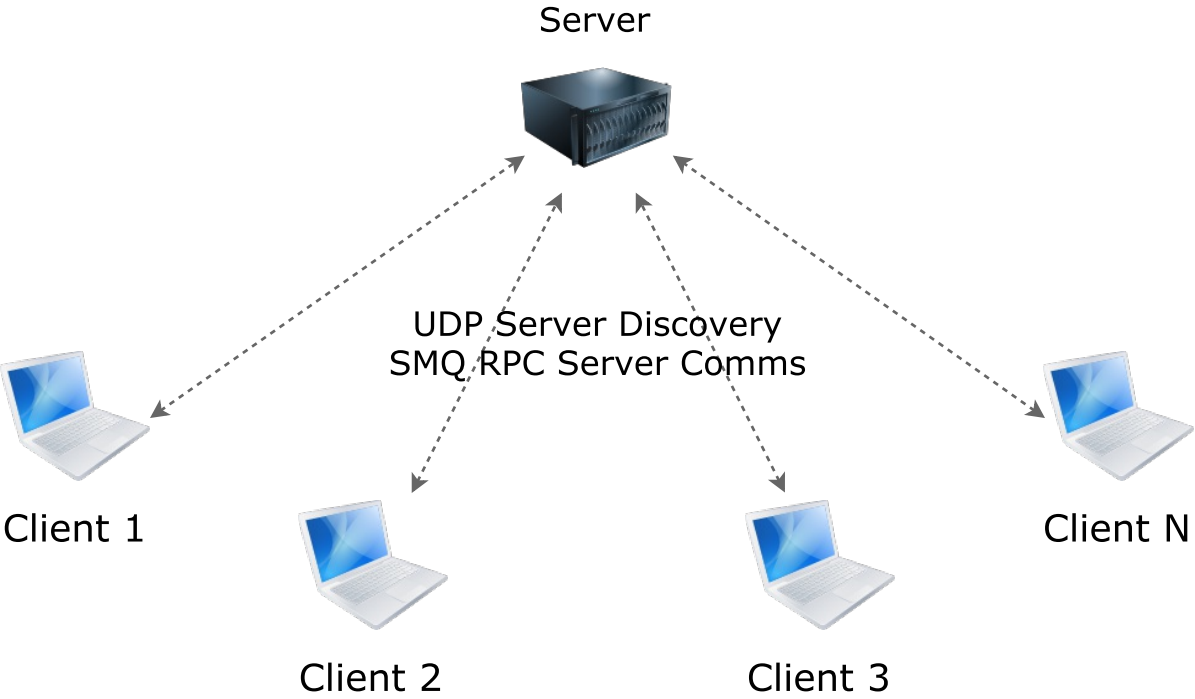 Server
UDP Server Discovery
SMQ RPC Server Comms
Client 1
Client N
Client 2
Client 3